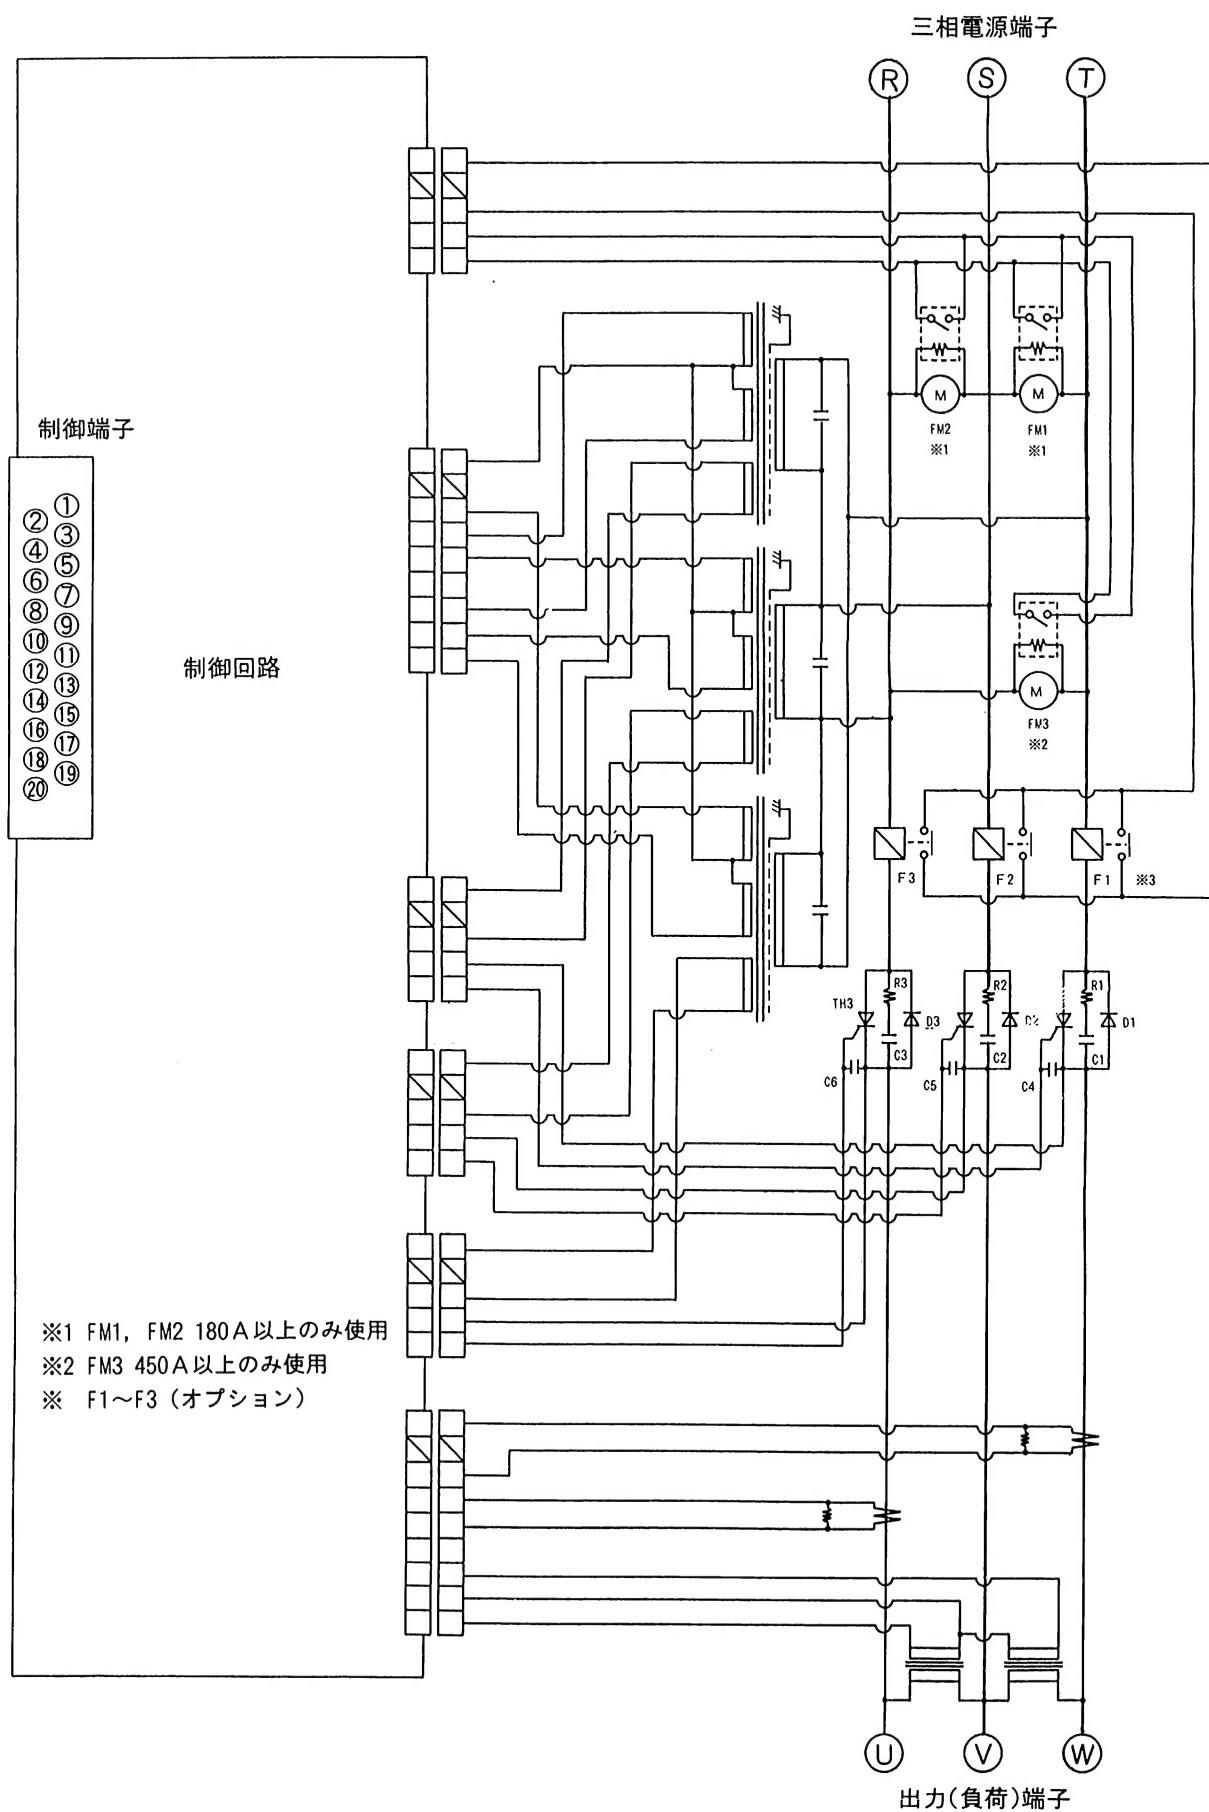 三相電源端子
R S T
制御端子
①
②
③
④
⑤
⑥
⑦
⑧
⑨
⑩
⑪
⑫
⑬
⑭
⑮
⑯
⑰
⑱
⑲
⑳
制御回路
M M
FM2 FM1
※1 ※1
M
FM3
※2
F3 F2 F1 ※3
R3 R2 R1
TH3 D3 D2 D1
C3 C2 C1
C6 C5 C4
※1 FM1, FM2 180A以上のみ使用
※2 FM3 450A以上のみ使用
※ F1~F3 (オプション)
U V W
出力(負荷)端子